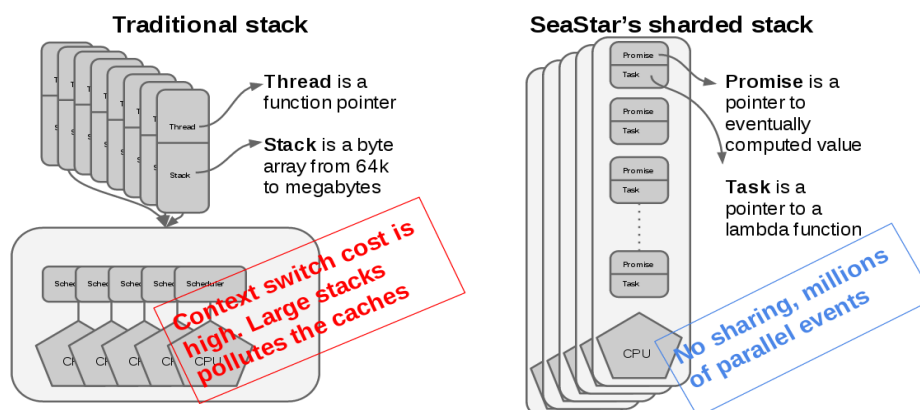 Traditional stack
SeaStar's sharded stack
Thread is a
function pointer
Stack is a byte
array from 64k
to megabytes
Thread
Stack
Scheduler
CPU
Context switch cost is
high. Large stacks
pollutes the caches
Promise
Task
Promise
Task
Promise
Task
Promise
Task
CPU
Promise is a
pointer to
eventually
computed value
Task is a
pointer to a
lambda function
No sharing, millions
of parallel events